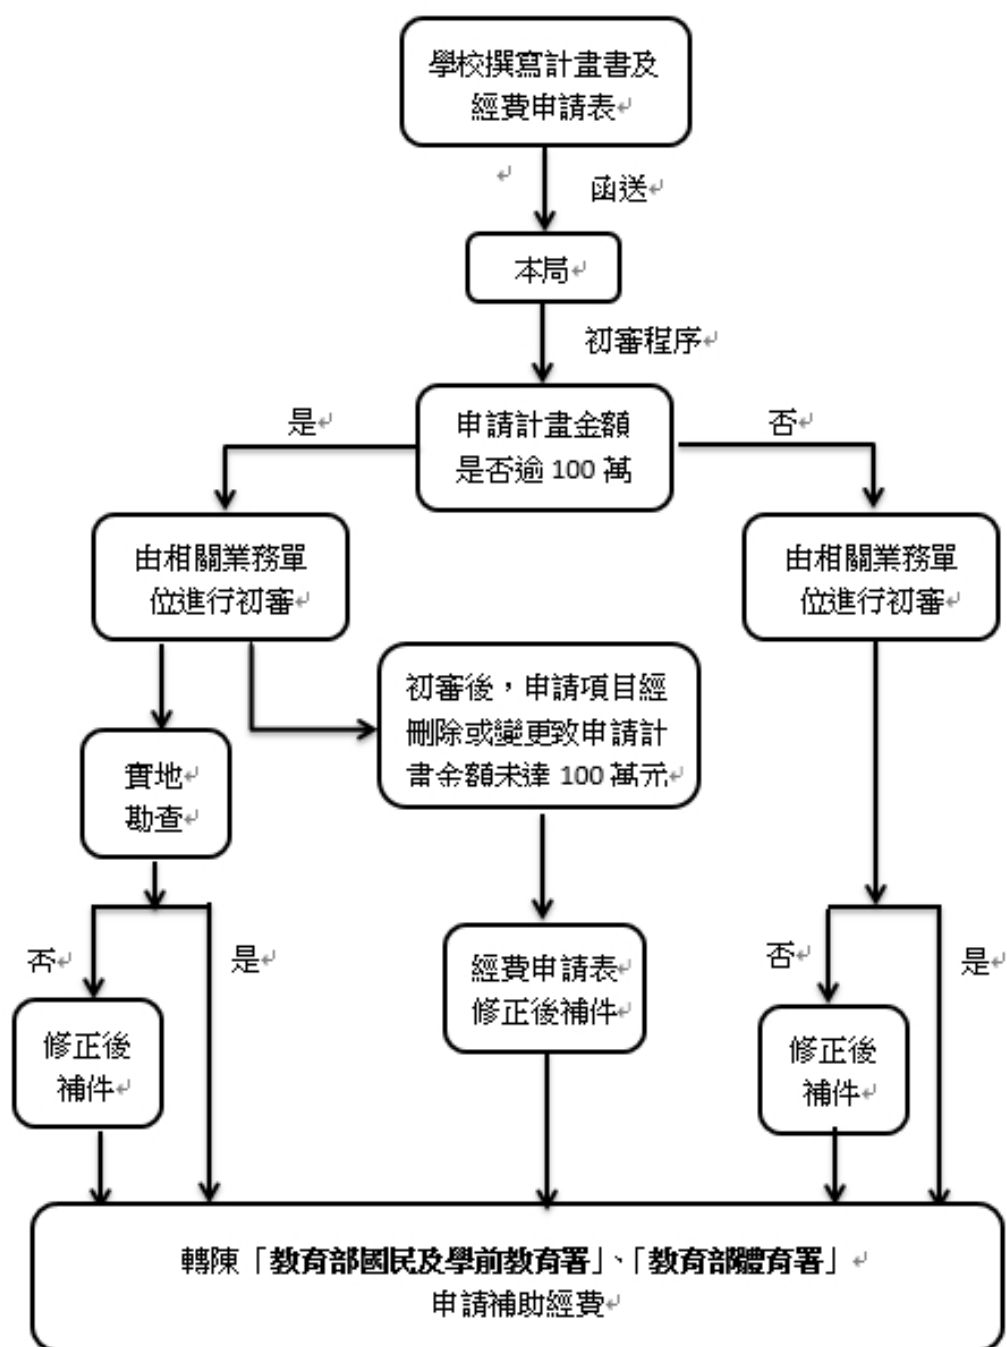 學校撰寫計畫書及
經費申請表
函送
本局
初審程序
申請計畫金額
是否逾 100 萬
是
否
由相關業務單
位進行初審
由相關業務單
位進行初審
初審後，申請項目經
刪除或變更致申請計
畫金額未達 100 萬元
實地
勘查
否
是
經費申請表
修正後補件
否
是
修正後
補件
修正後
補件
轉陳「教育部國民及學前教育署」、「教育部體育署」
申請補助經費